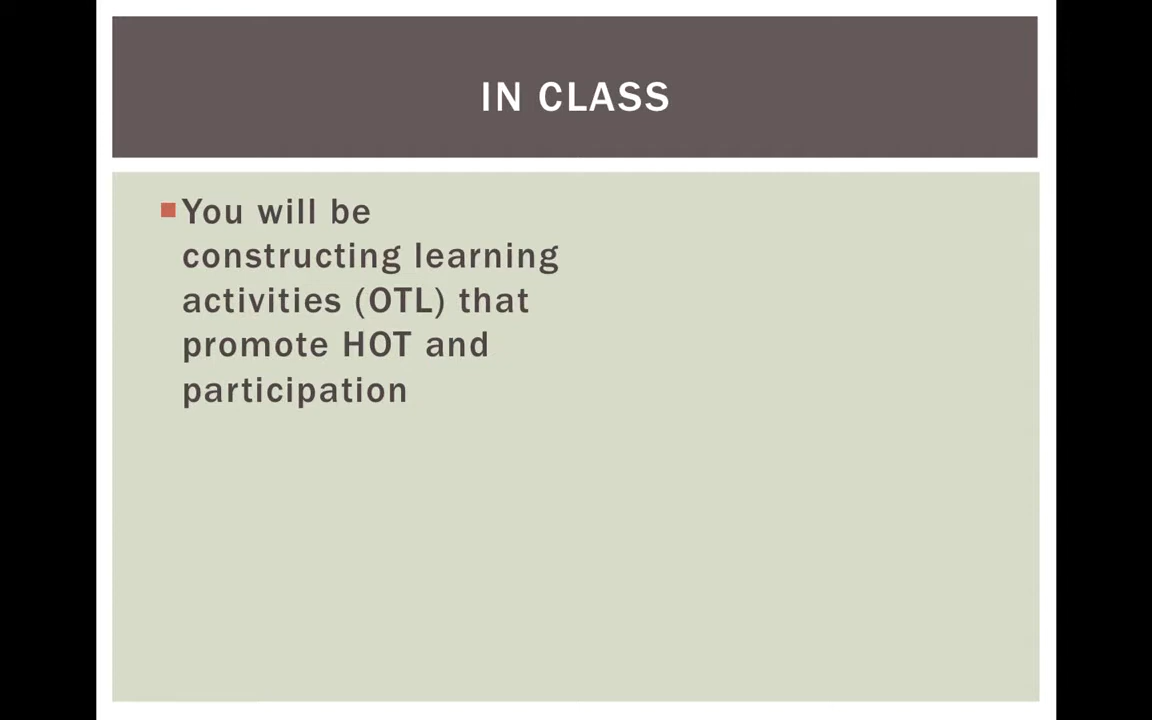 IN CLASS
You will be
constructing learning
activities (OTL) that
promote HOT and
participation